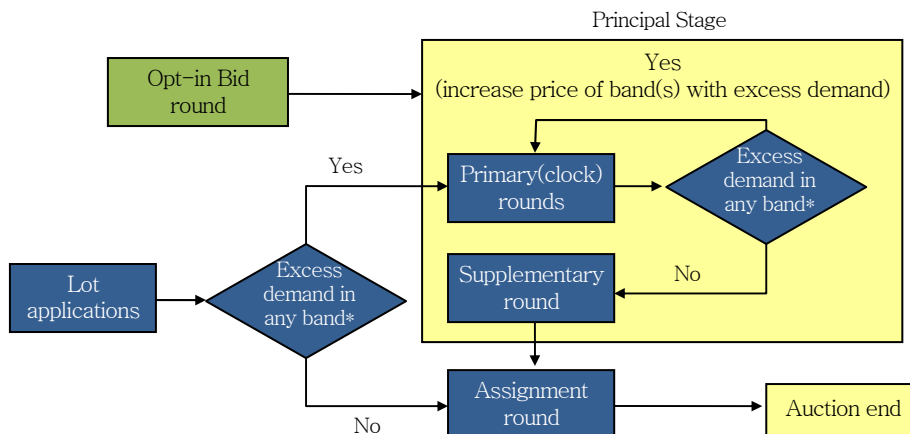 Principal Stage
Opt-in Bid
round
Yes
(increase price of band(s) with excess demand)
Yes
Primary(clock)
rounds
Excess
demand in
any band*
Lot
applications
Excess
demand in
any band*
Supplementary
round
No
Assignment
round
No
Auction end